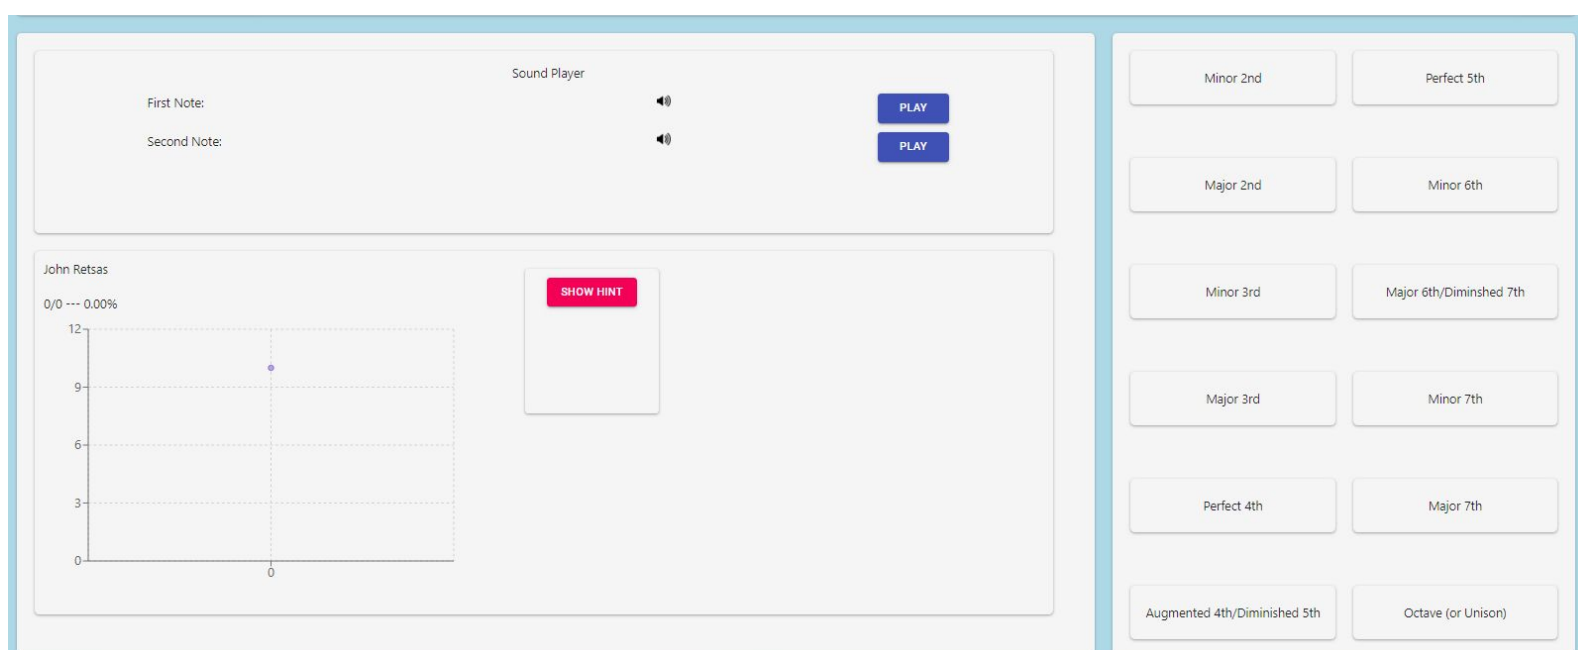 Sound Player
First Note:
PLAY
Second Note:
PLAY
John Retsas
0/0 --- 0.00%
SHOW HINT
12
9
6
3
0
0
Minor 2nd
Perfect 5th
Major 2nd
Minor 6th
Minor 3rd
Major 6th/Diminshed 7th
Major 3rd
Minor 7th
Perfect 4th
Major 7th
Augmented 4th/Diminished 5th
Octave (or Unison)